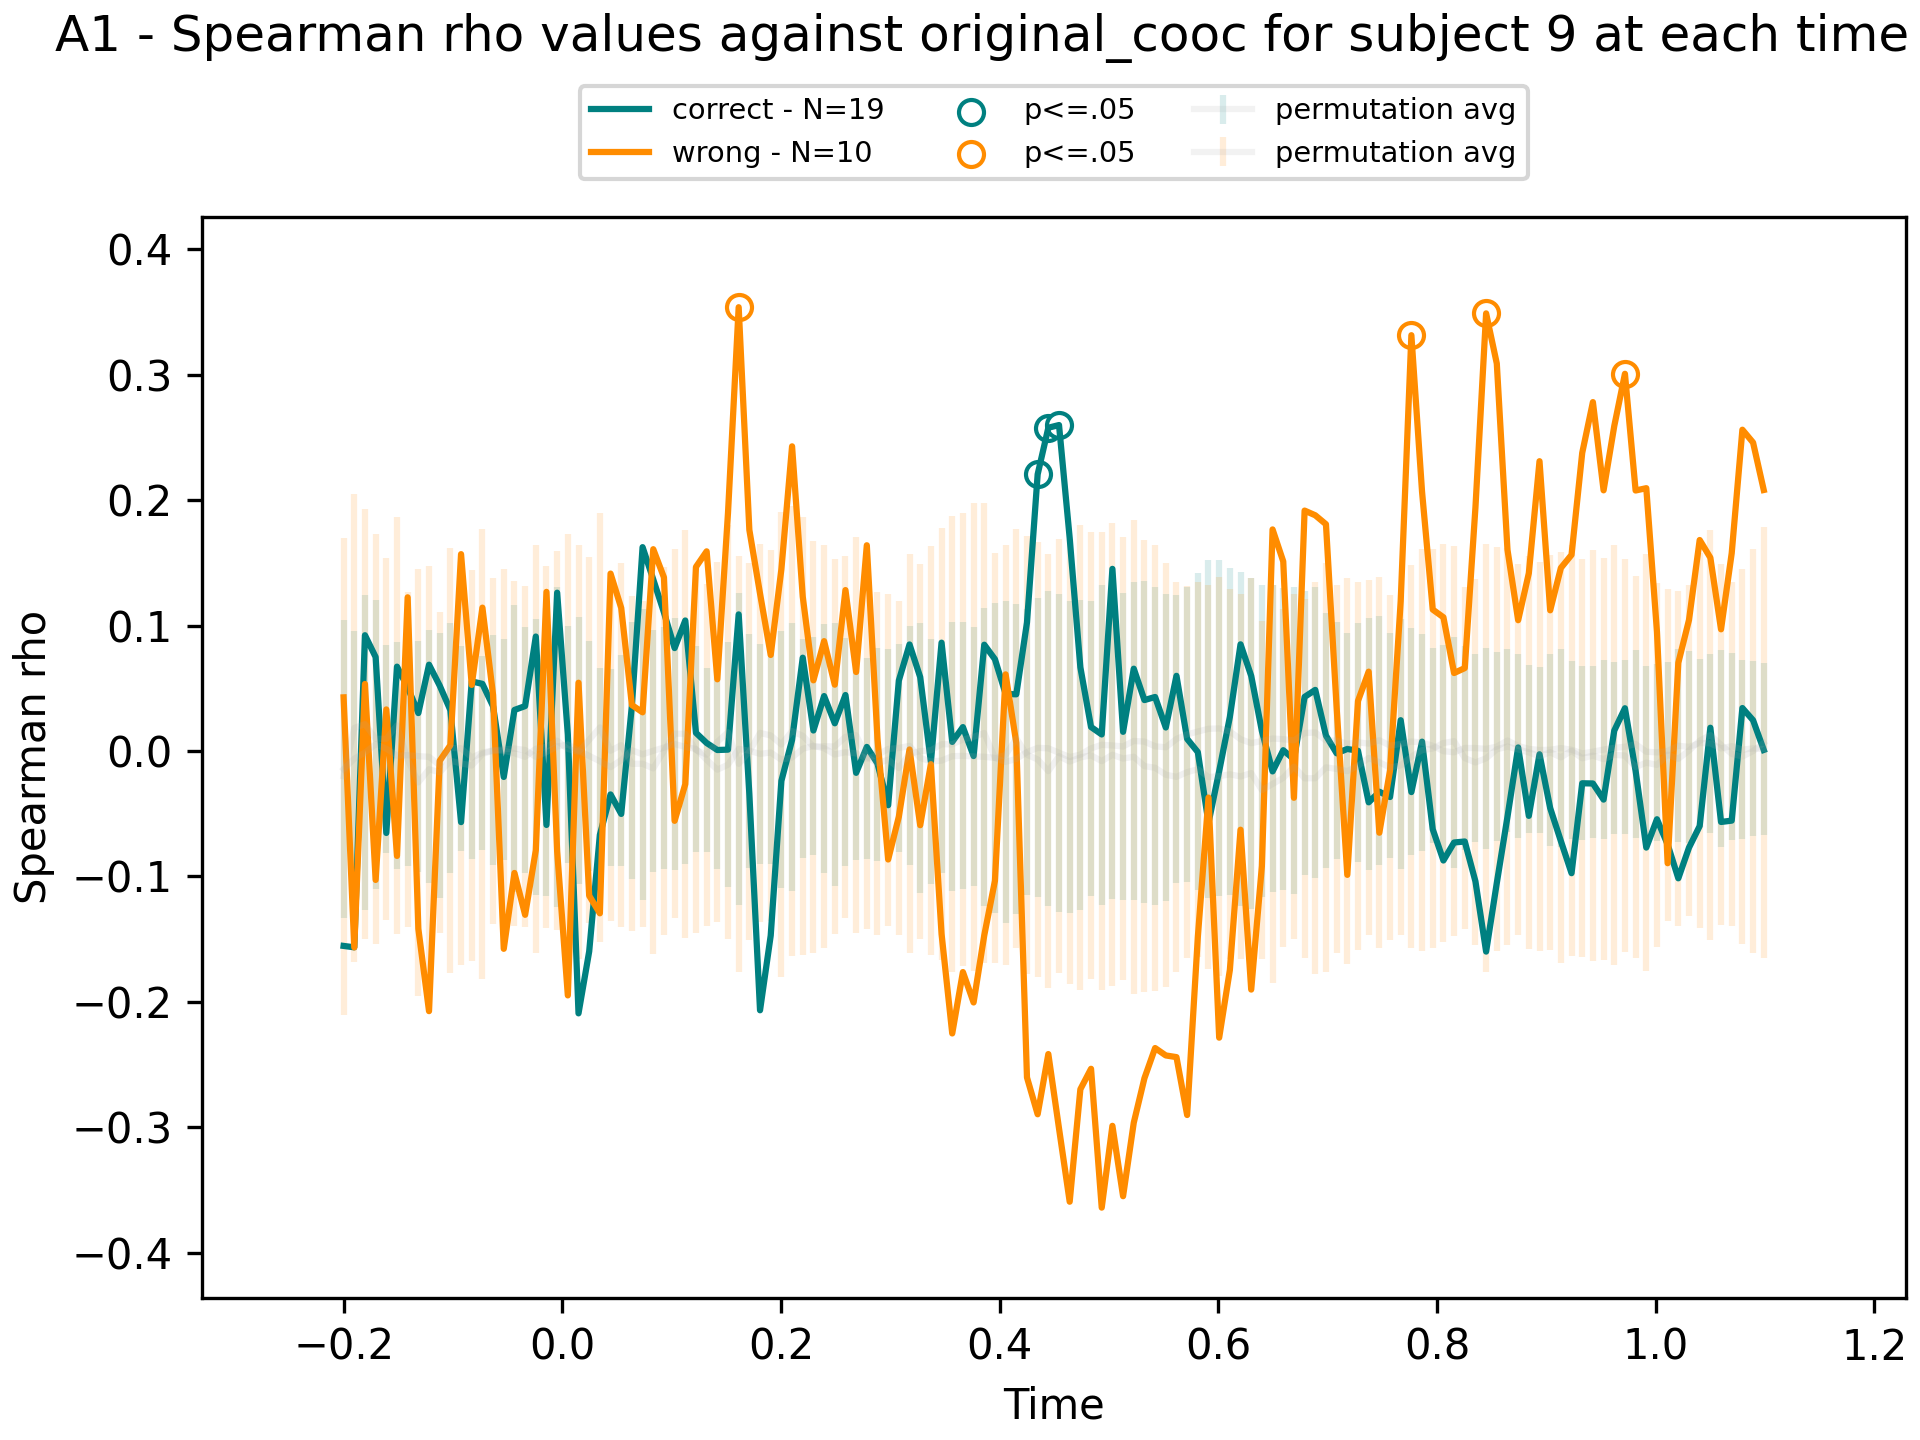 A1 - Spearman rho values against original_cooc for subject 9 at each time
correct - N=19 p<=.05 permutation avg
wrong - N=10 p<=.05 permutation avg
0.4
0.3
0.2
0.1
0.0
−0.1
−0.2
−0.3
−0.4
Spearman rho
−0.2 0.0 0.2 0.4 0.6 0.8 1.0 1.2
Time